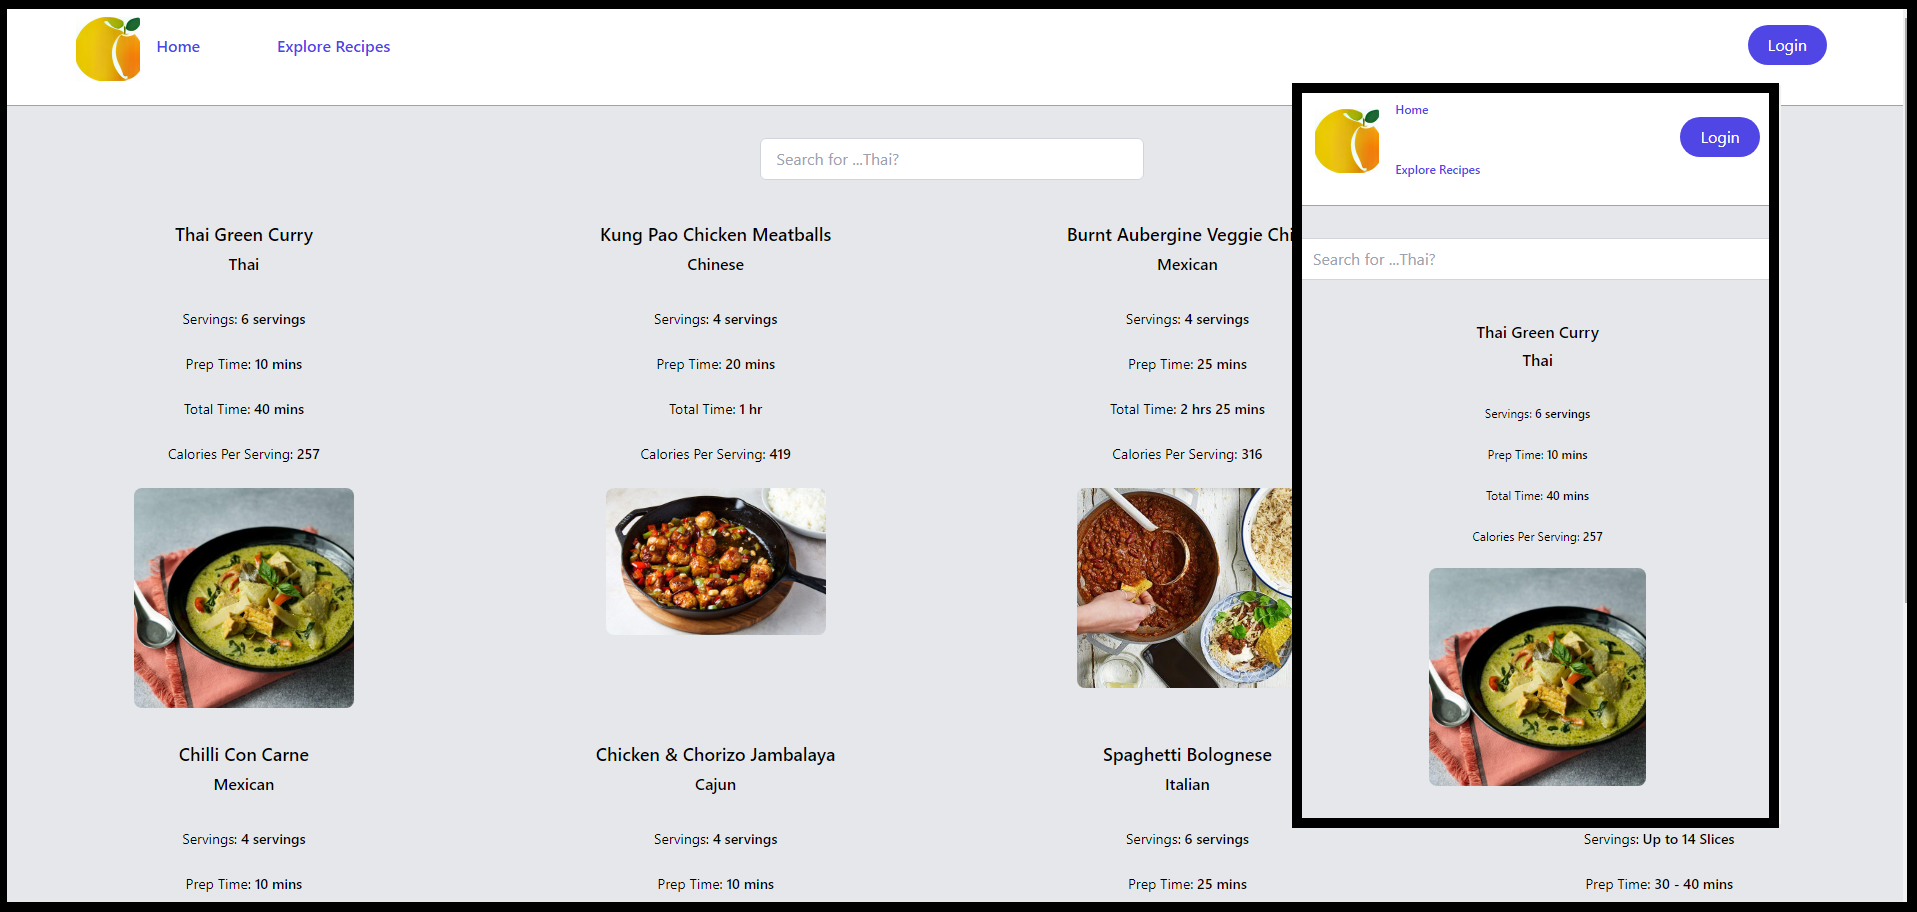 Home
Explore Recipes
Login
Search for ...Thai?
Thai Green Curry
Thai
Servings: 6 servings
Prep Time: 10 mins
Total Time: 40 mins
Calories Per Serving: 257
Kung Pao Chicken Meatballs
Chinese
Servings: 4 servings
Prep Time: 20 mins
Total Time: 1 hr
Calories Per Serving: 419
Burnt Aubergine Veggie Chi
Mexican
Servings: 4 servings
Prep Time: 25 mins
Total Time: 2 hrs 25 mins
Calories Per Serving: 316
Chilli Con Carne
Mexican
Servings: 4 servings
Prep Time: 10 mins
Chicken & Chorizo Jambalaya
Cajun
Servings: 4 servings
Prep Time: 10 mins
Spaghetti Bolognese
Italian
Servings: 6 servings
Prep Time: 25 mins
Servings: Up to 14 Slices
Prep Time: 30 - 40 mins
Home
Explore Recipes
Login
Search for ...Thai?
Thai Green Curry
Thai
Servings: 6 servings
Prep Time: 10 mins
Total Time: 40 mins
Calories Per Serving: 257